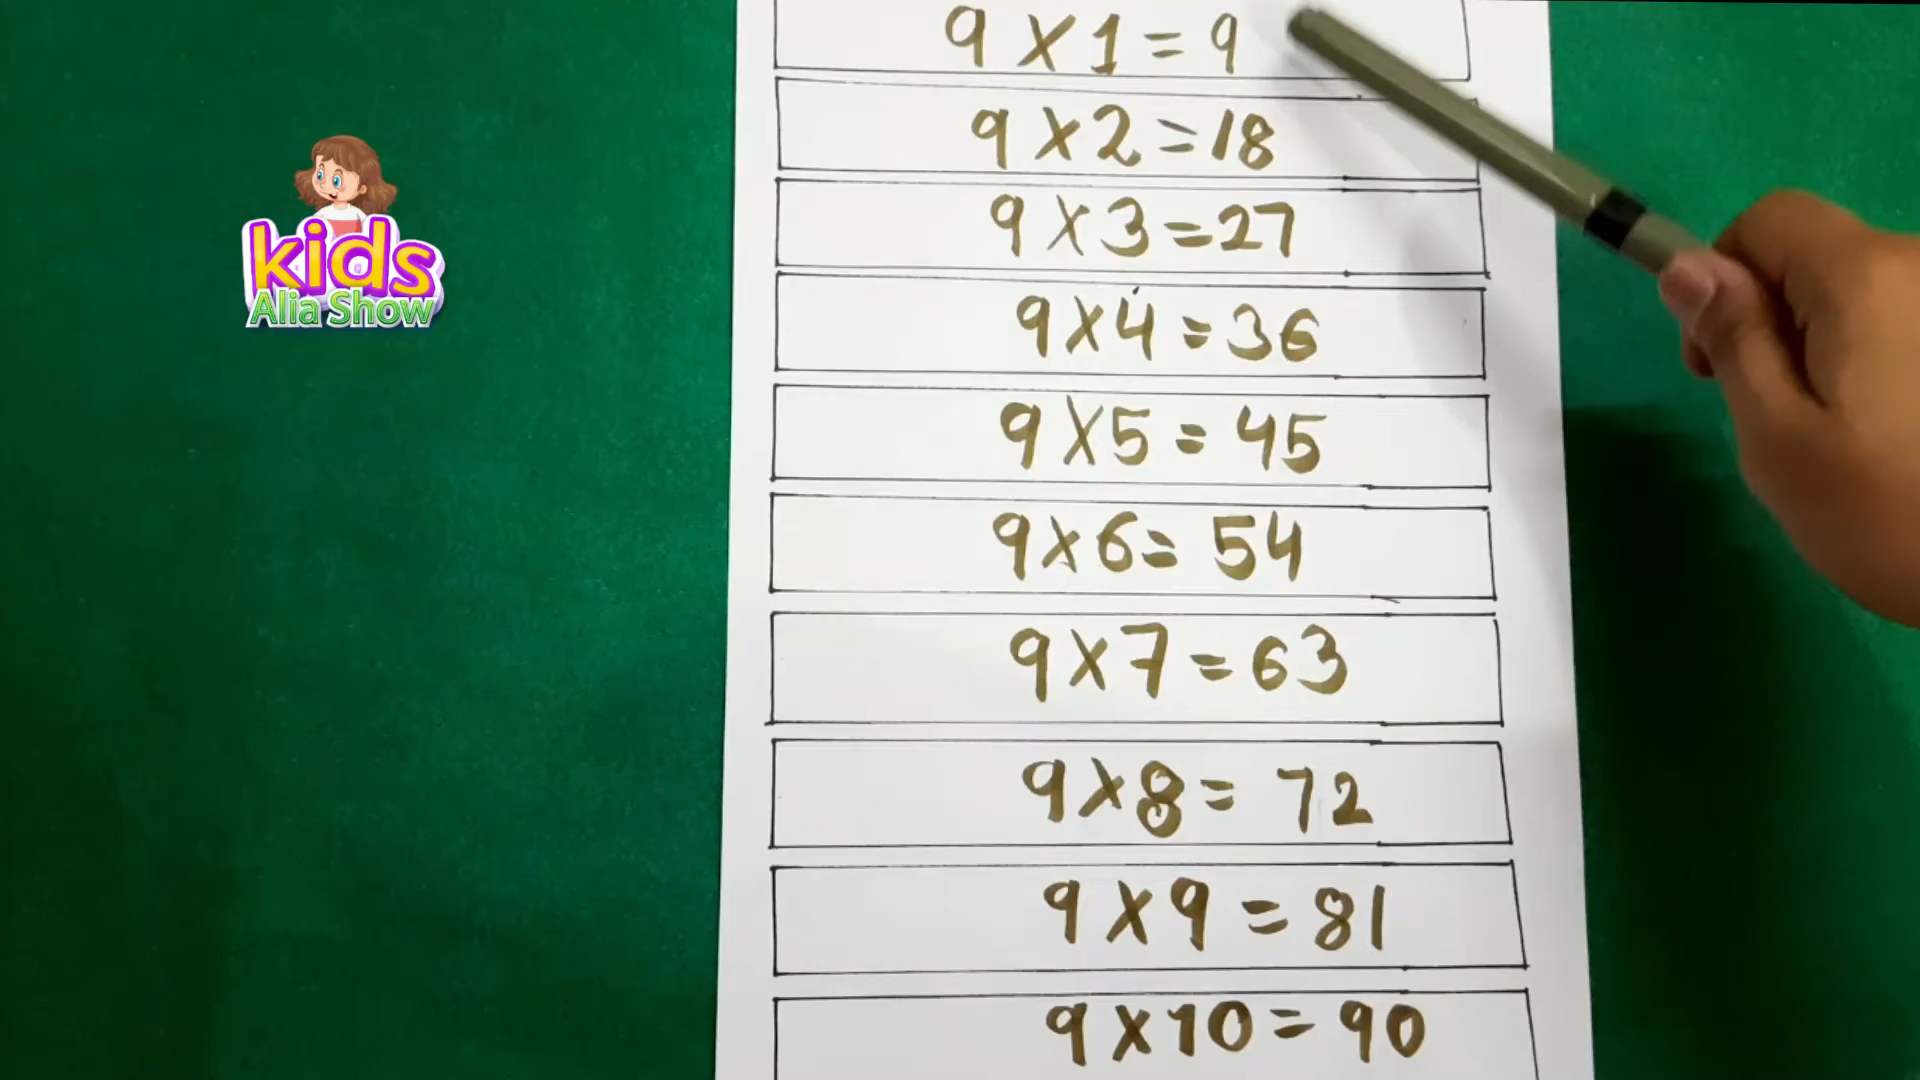 9 X 1 = 9
9 X 2 = 18
9 X 3 = 27
9 X 4 = 36
9 X 5 = 45
9 X 6 = 54
9 X 7 = 63
9 X 8 = 72
9 X 9 = 81
9 X 10 = 90
kids
Alia Show